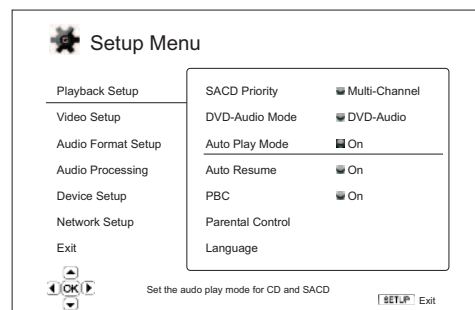 Setup Menu
Playback Setup
Video Setup
Audio Format Setup
Audio Processing
Device Setup
Network Setup
Exit
SACD Priority Multi-Channel
DVD-Audio Mode DVD-Audio
Auto Play Mode On
Auto Resume On
PBC On
Parental Control
Language
OK
Set the audo play mode for CD and SACD
SETUP Exit